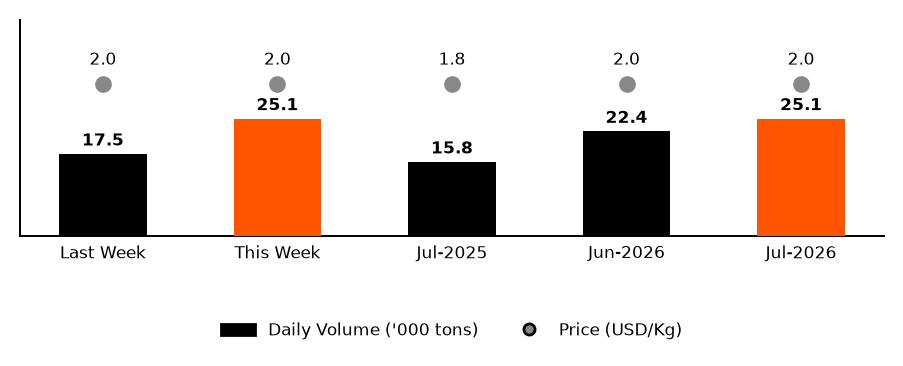 2.0 2.0 1.8 2.0 2.0
25.1 25.1
22.4
17.5
15.8
Last Week This Week Jul-2025 Jun-2026 Jul-2026
Daily Volume ('000 tons) Price (USD/Kg)